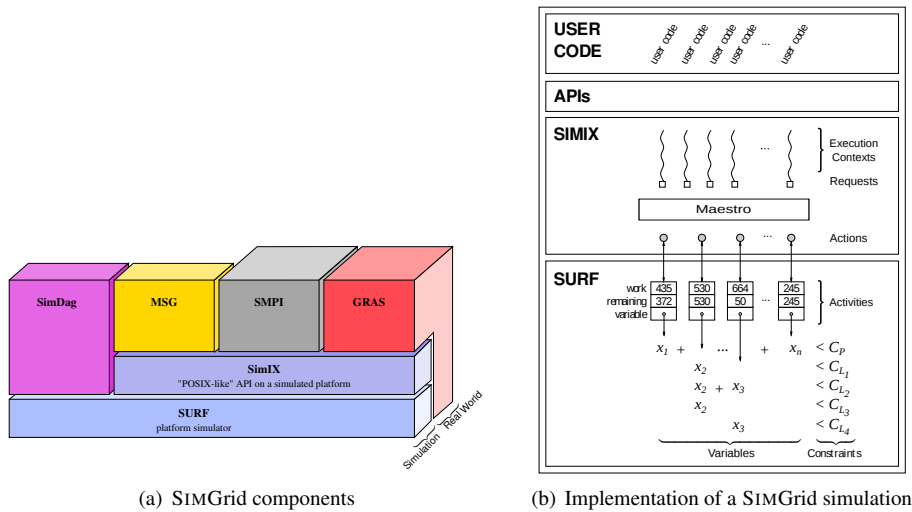 SimDag
MSG
SMPI
GRAS
SimIX
"POSIX-like" API on a simulated platform
SURF
platform simulator
Simulation
Real World
(a) SIMGrid components
USER
CODE
user code user code user code user code ... user code
APIs
SIMIX
...
Execution
Contexts
Requests
Maestro
... Actions
SURF
work 435 530 664 245
remaining 372 530 50 ... 245 Activities
variable
x1 + ... + xn < CP
x2 < CL1
x2 + x3 < CL2
x2 < CL3
x3 < CL4
Variables Constraints
(b) Implementation of a SIMGrid simulation